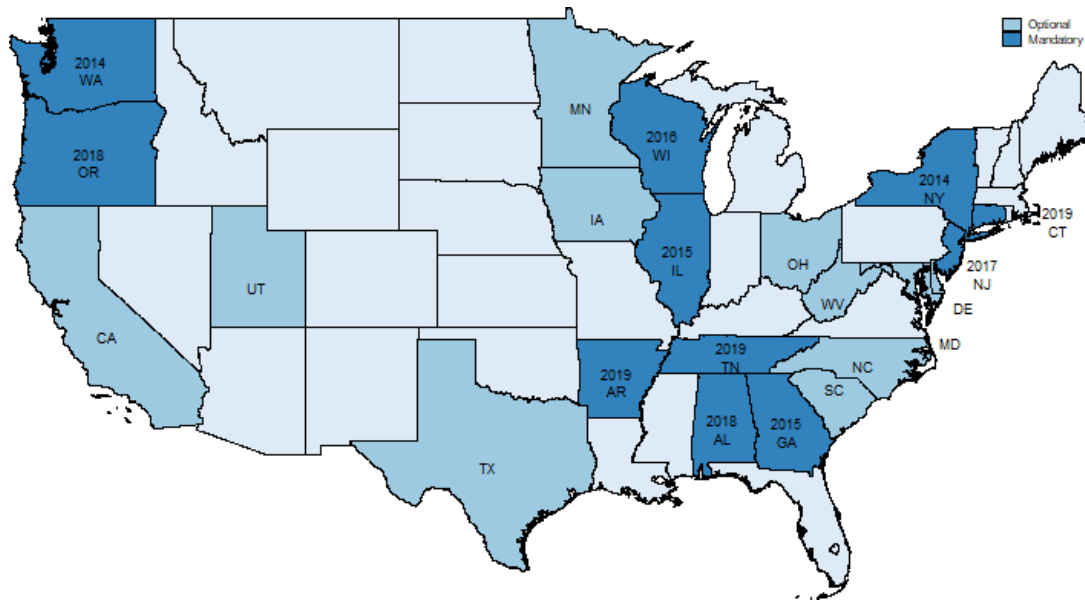 Optional
Mandatory
2014
WA
MN
2018
OR
2016
WI
2014
NY
2019
CT
IA
2015
IL
OH
2017
NJ
UT
WV
DE
CA
MD
2019
TN
NC
2019
AR
SC
2018
AL
2015
GA
TX